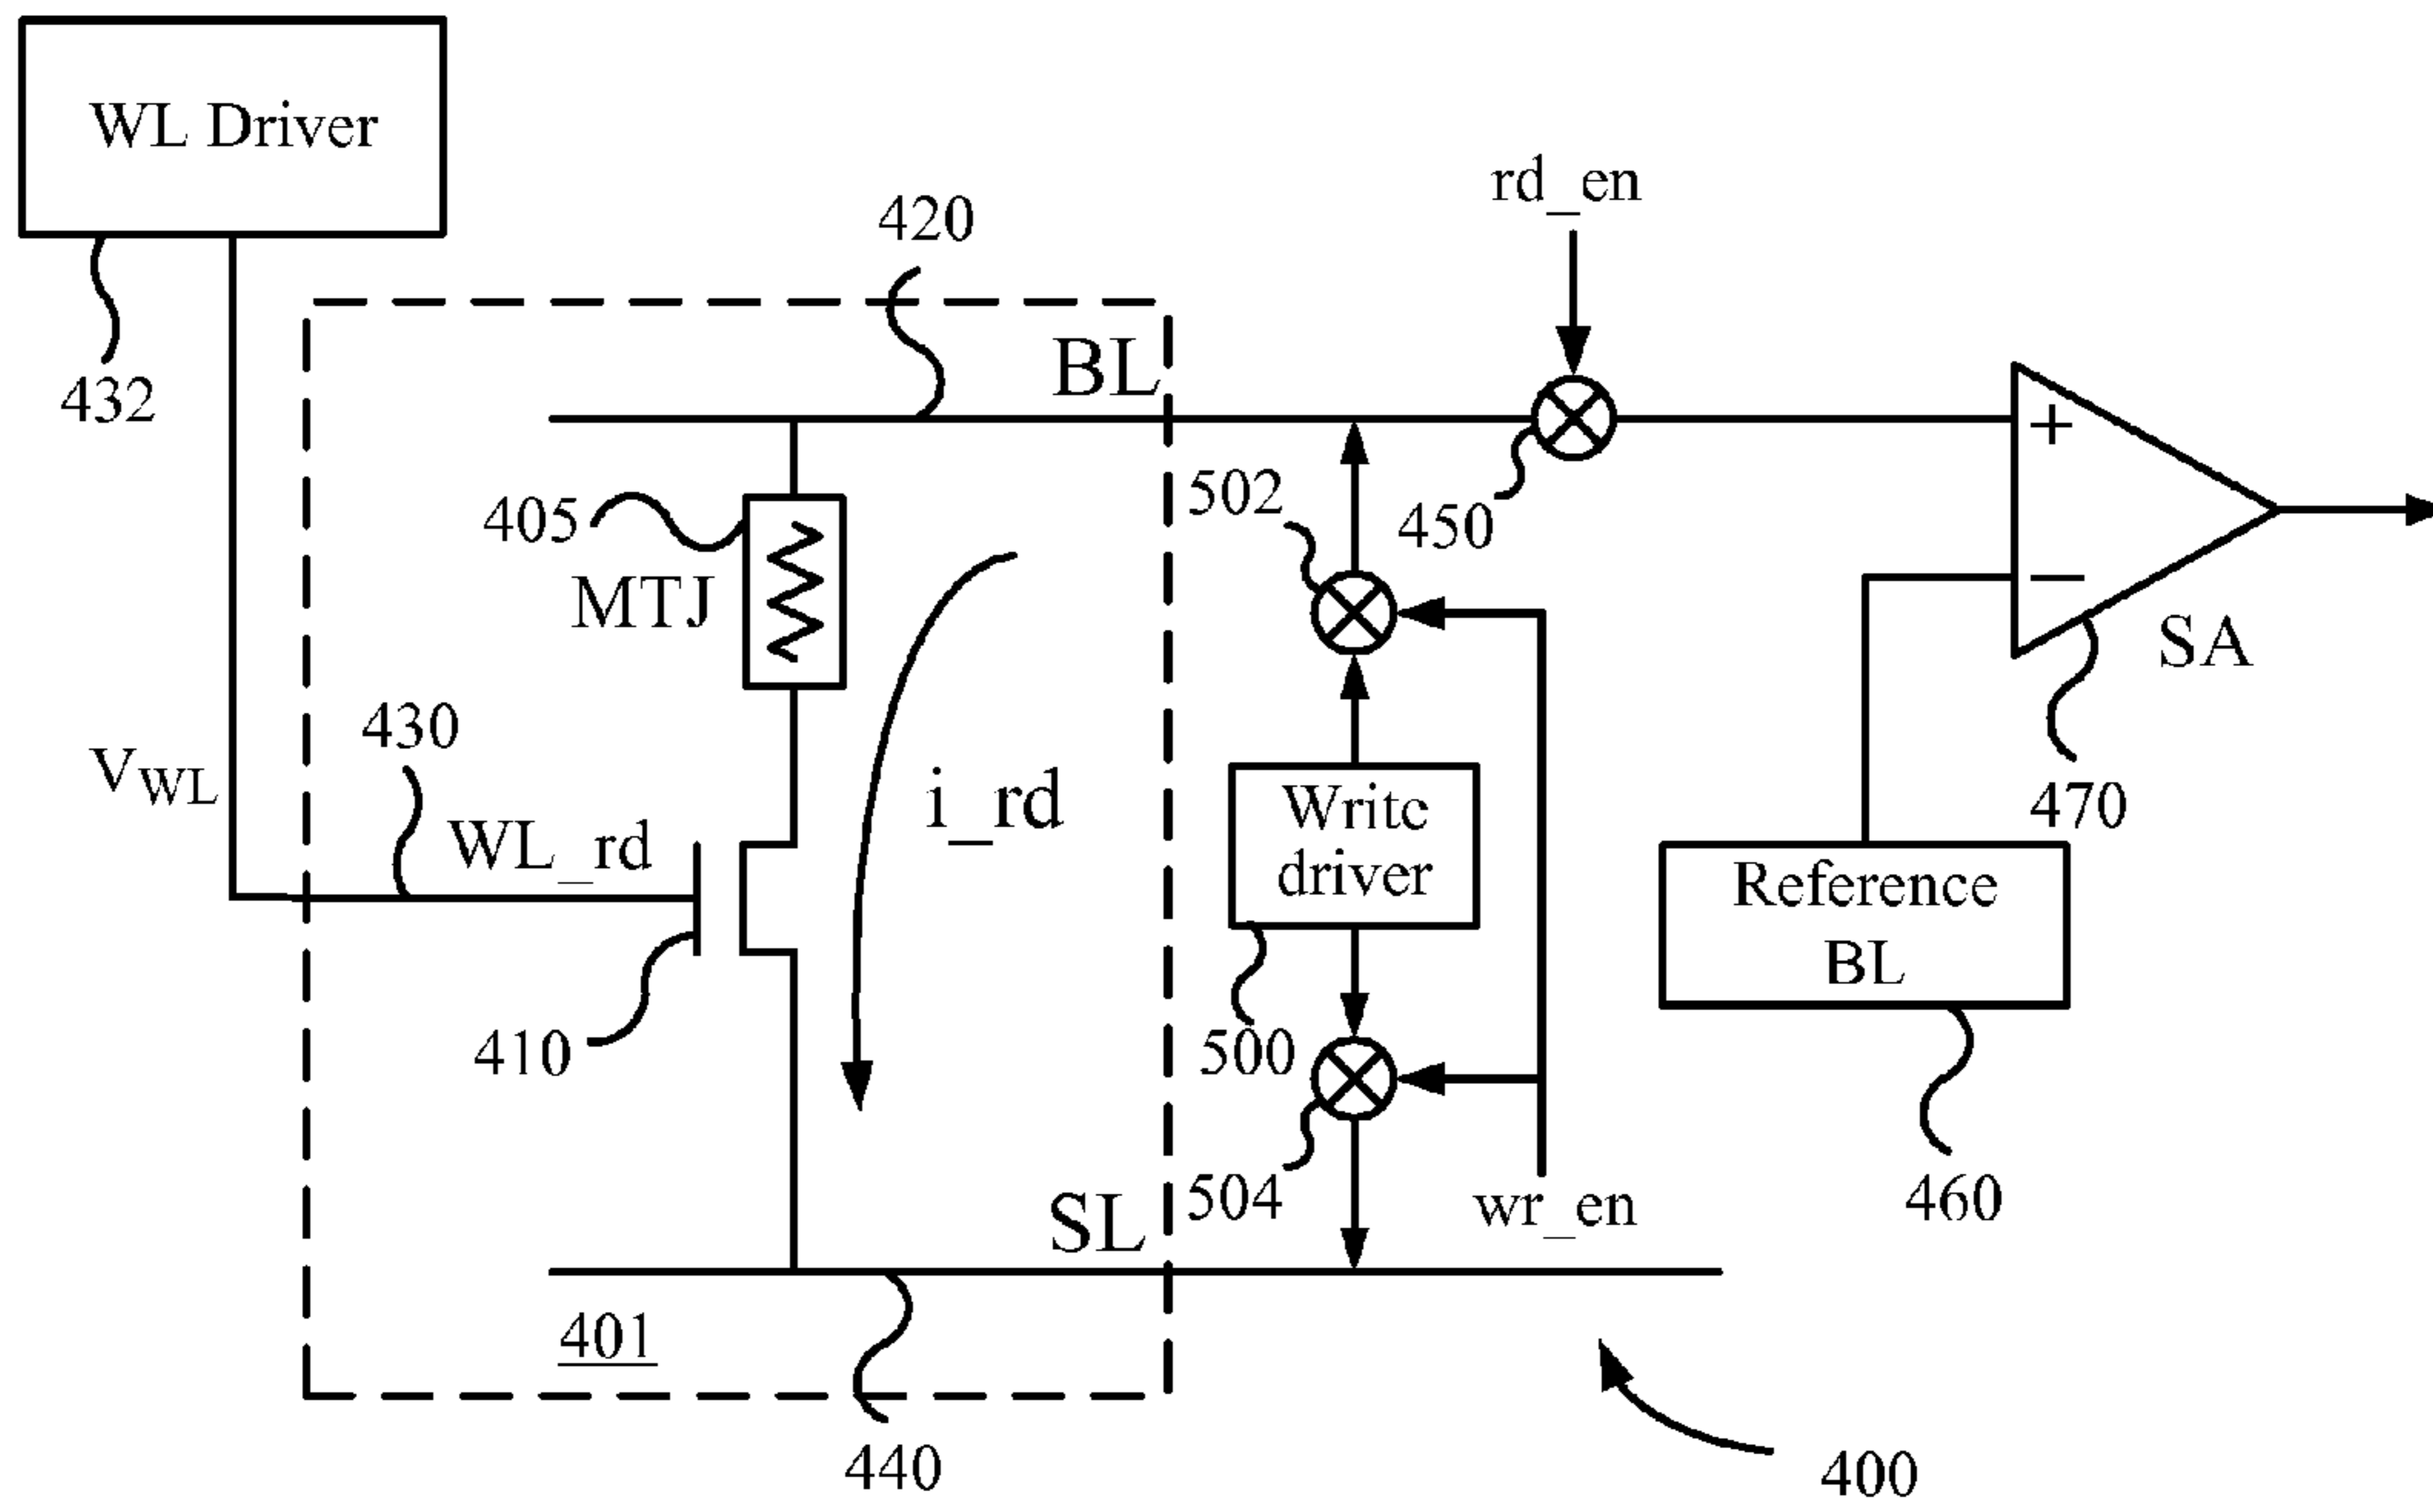 WL Driver
rd_en
420
BL
432
+
502
405
450
MTJ
SA
430
V_WL
WL_rd
i_rd
Write
driver
470
Reference
BL
410
500
504
wr_en
460
SL
401
440
400